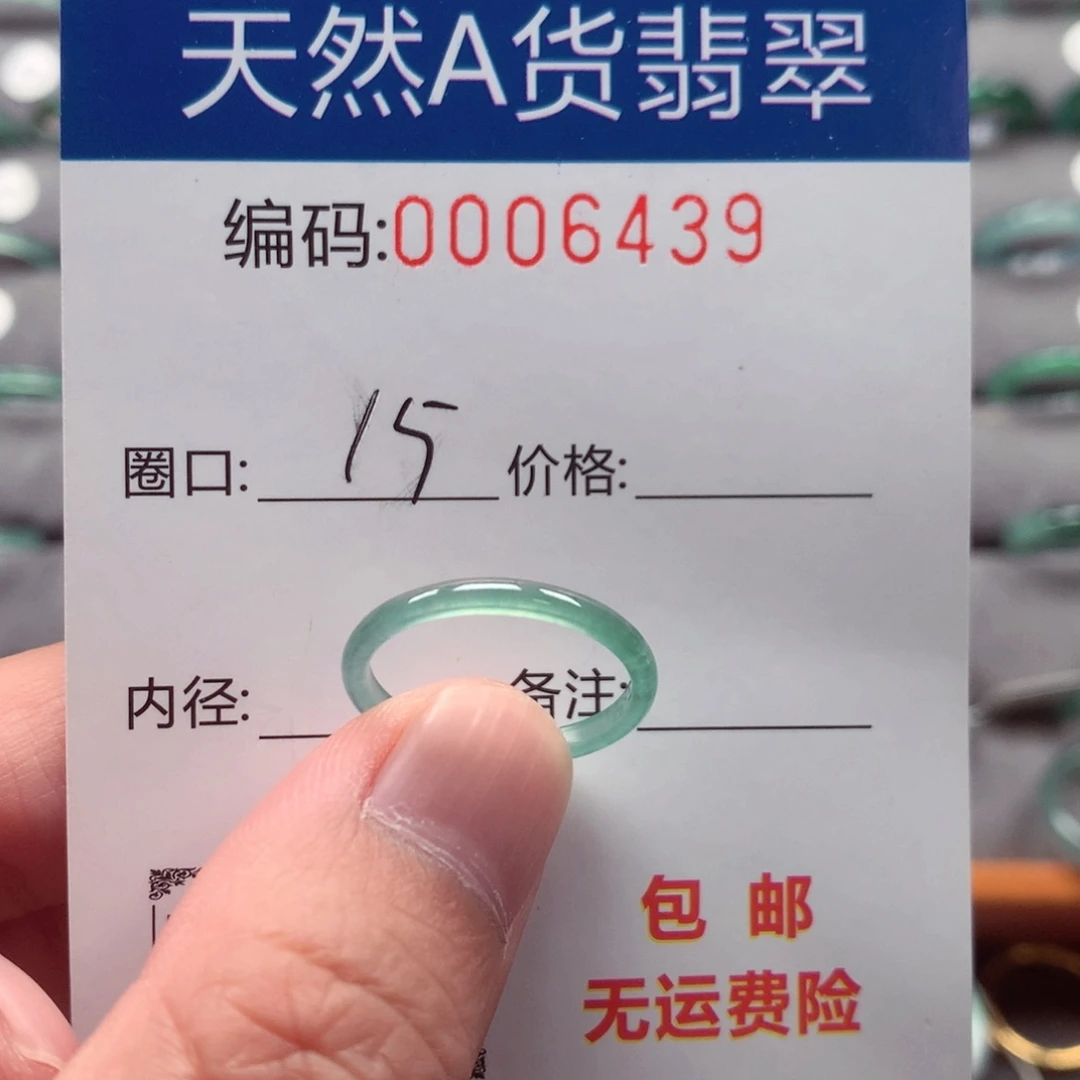 天然A货翡翠
编码:0006439
圈口: 15 价格:
内径: 备注:
包 邮
无运费险